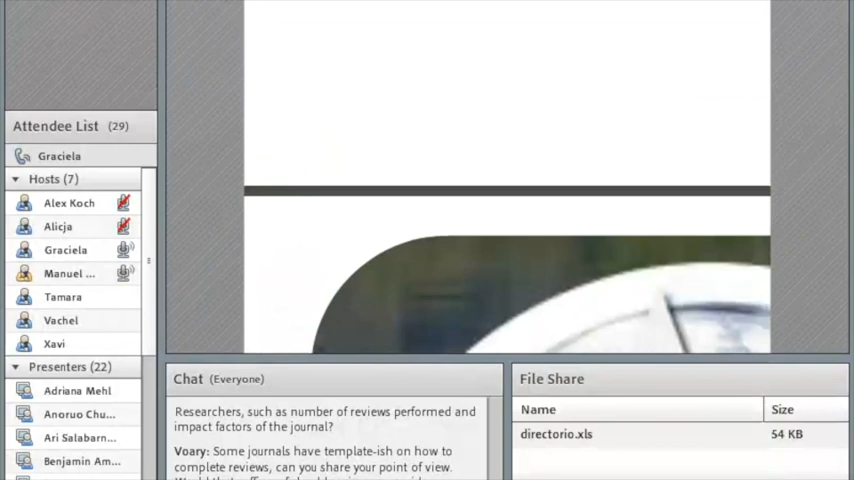 Attendee List (29)
Graciela
Hosts (7)
Alex Koch
Alicja
Graciela
Manuel ...
Tamara
Vachel
Xavi
Presenters (22)
Adriana Mehl
Anoruo Chu...
Ari Salabarn...
Benjamin Am...
Chat (Everyone)
Researchers, such as number of reviews performed and
impact factors of the journal?
Voary: Some journals have template-ish on how to
complete reviews, can you share your point of view.
File Share
Name Size
directorio.xls 54 KB